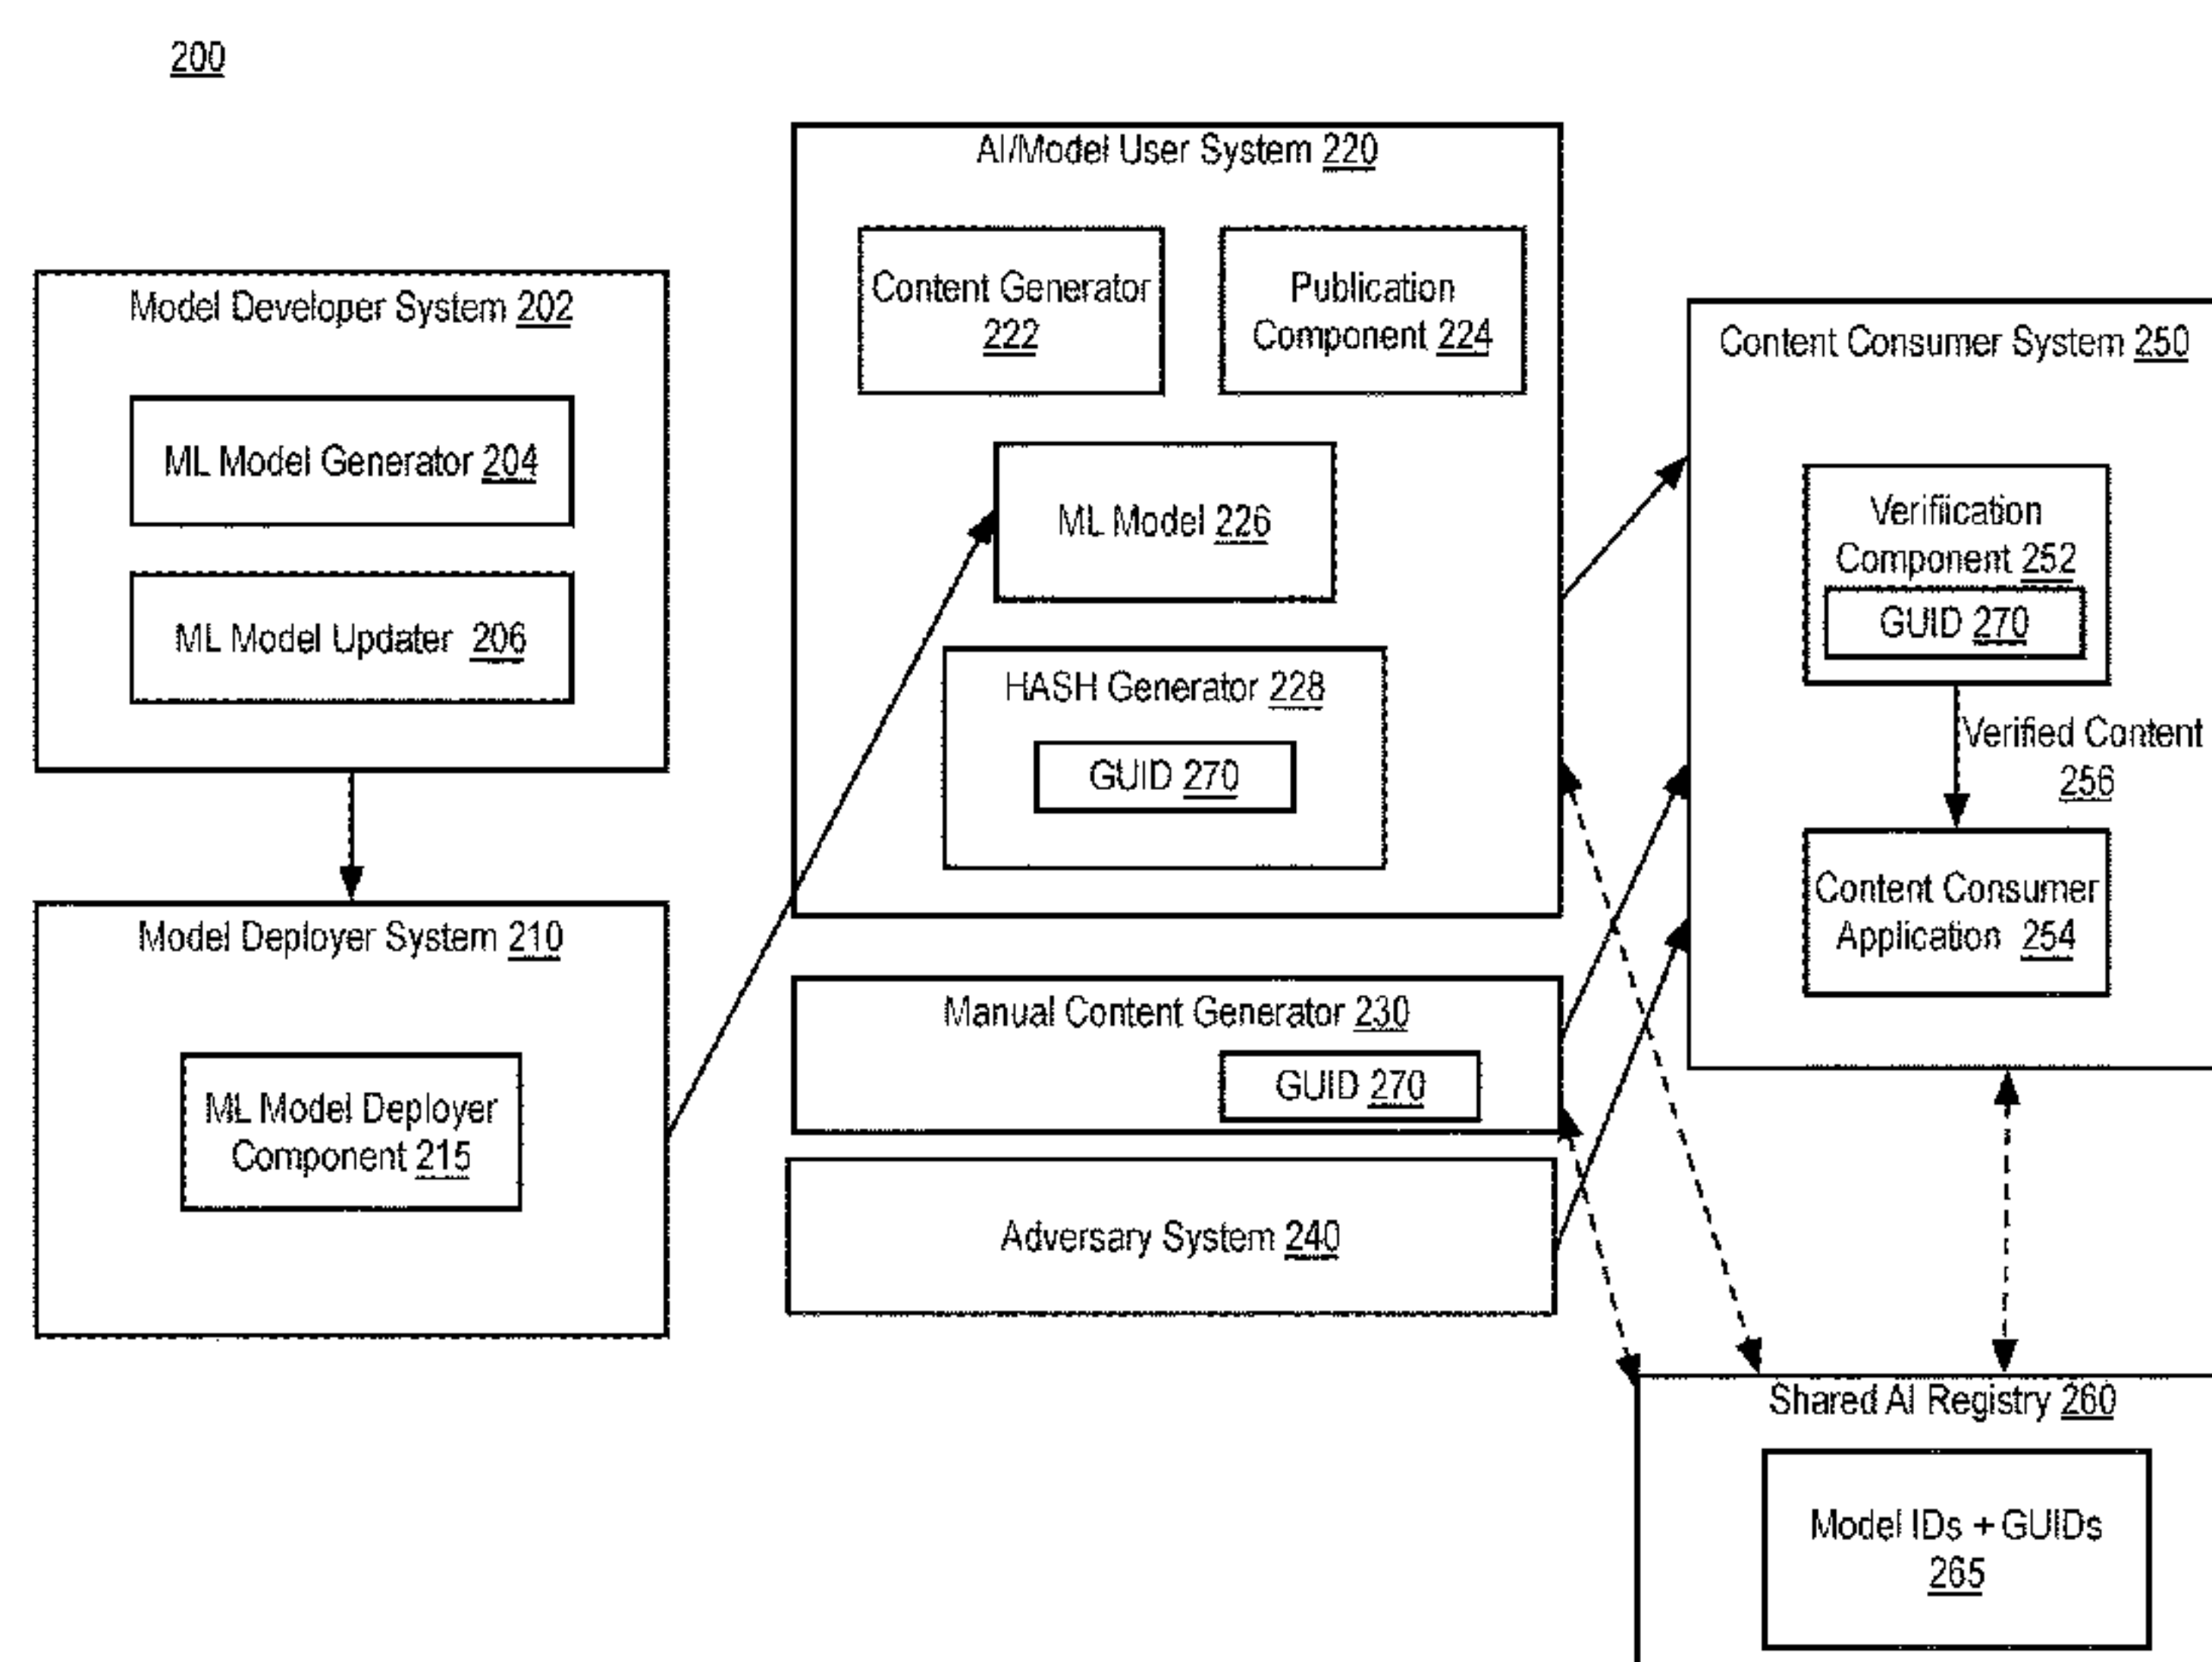 200
Model Developer System 202
ML Model Generator 204
ML Model Updater 206
Model Deployer System 210
ML Model Deployer
Component 215
AI/Model User System 220
Content Generator
222
Publication
Component 224
ML Model 226
HASH Generator 228
GUID 270
Manual Content Generator 230
GUID 270
Adversary System 240
Content Consumer System 250
Verifiication
Component 252
GUID 270
Verified Content
256
Content Consumer
Application 254
Shared AI Registry 260
Model IDs + GUIDs
265